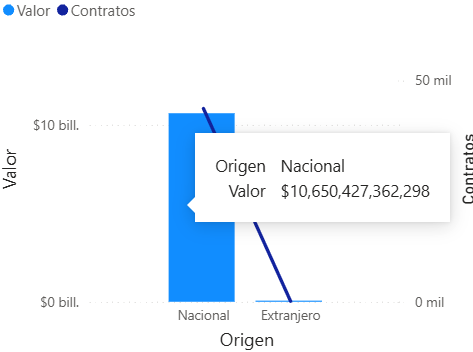 Valor Contratos
50 mil
$10 bill.
Origen Nacional
Valor $10,650,427,362,298
Valor
Contratos
$0 bill.
0 mil
Nacional Extranjero
Origen